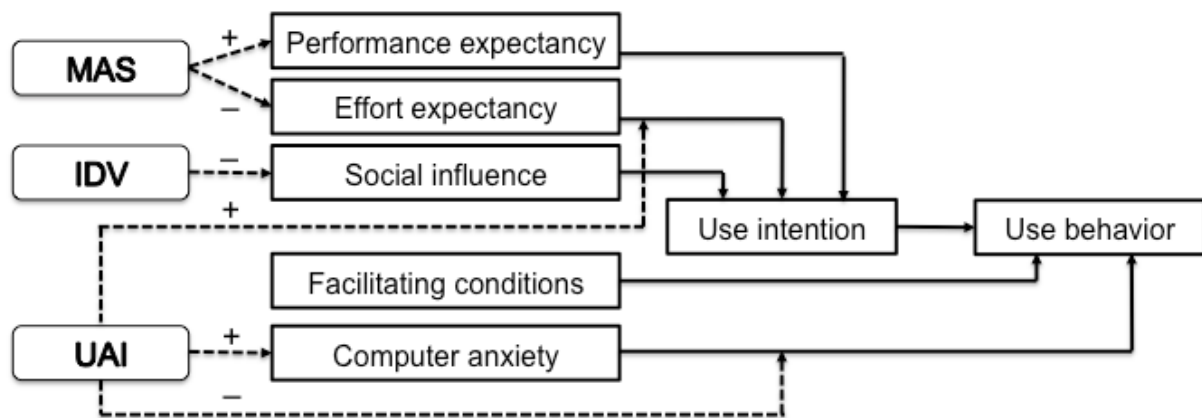 +
Performance expectancy
MAS
–
Effort expectancy
–
IDV
Social influence
+
Use intention
Use behavior
Facilitating conditions
+
UAI
Computer anxiety
–